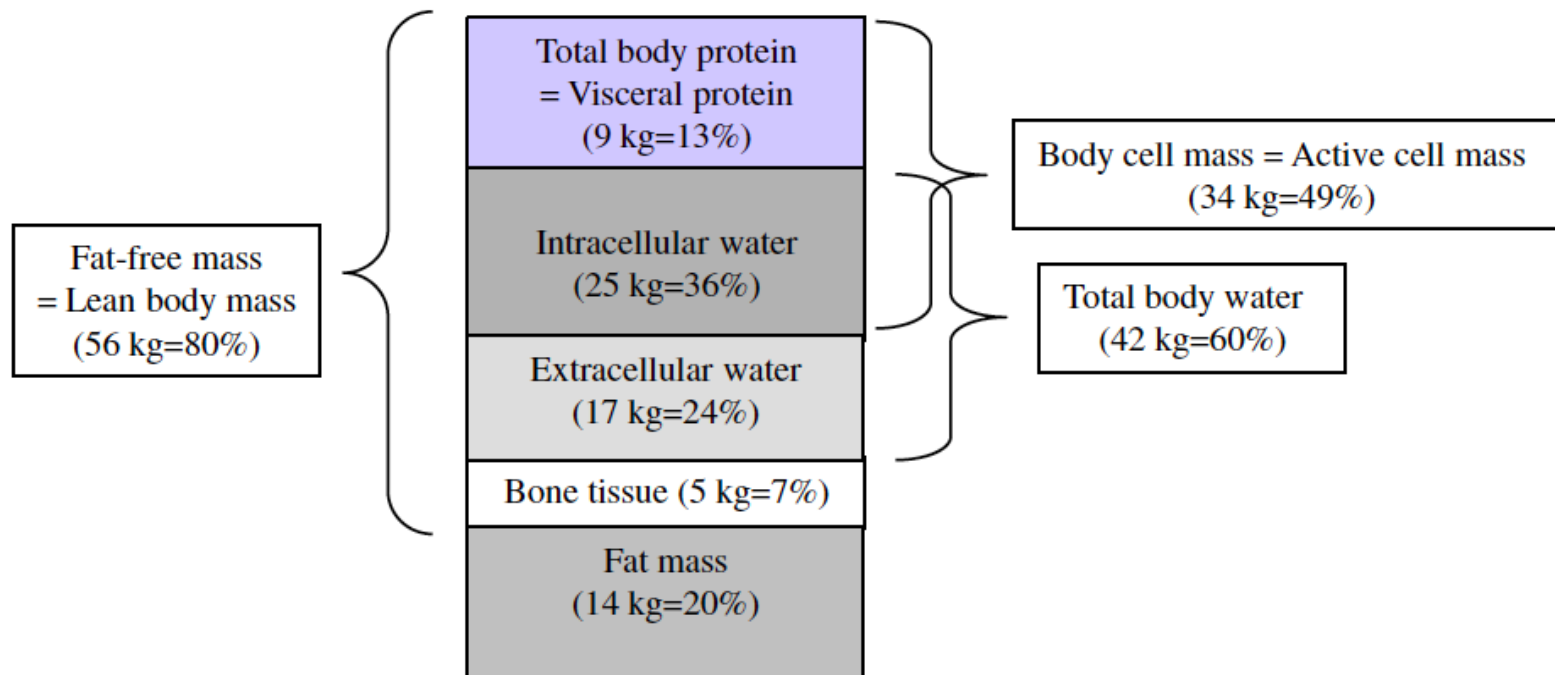 Fat-free mass
= Lean body mass
(56 kg=80%)
Total body protein
= Visceral protein
(9 kg=13%)
Intracellular water
(25 kg=36%)
Extracellular water
(17 kg=24%)
Bone tissue (5 kg=7%)
Fat mass
(14 kg=20%)
Body cell mass = Active cell mass
(34 kg=49%)
Total body water
(42 kg=60%)